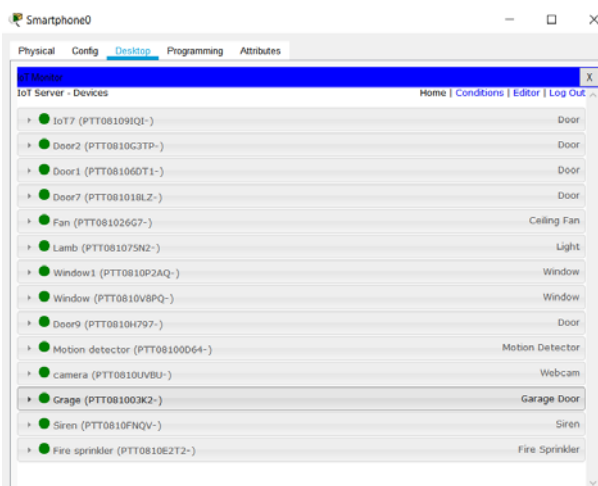 Smartphone0
Physical Config Desktop Programming Attributes
IoT Monitor X
IoT Server - Devices Home | Conditions | Editor | Log Out
IoT7 (PTT08109IQI-) Door
Door2 (PTT0810G3TP-) Door
Door1 (PTT08106DT1-) Door
Door7 (PTT081018LZ-) Door
Fan (PTT081026G7-) Ceiling Fan
Lamb (PTT081075N2-) Light
Window1 (PTT0810P2AQ-) Window
Window (PTT0810V8PQ-) Window
Door9 (PTT0810H797-) Door
Motion detector (PTT08100D64-) Motion Detector
camera (PTT0810UVBU-) Webcam
Grage (PTT081003K2-) Garage Door
Siren (PTT0810FNQV-) Siren
Fire sprinkler (PTT0810E2T2-) Fire Sprinkler